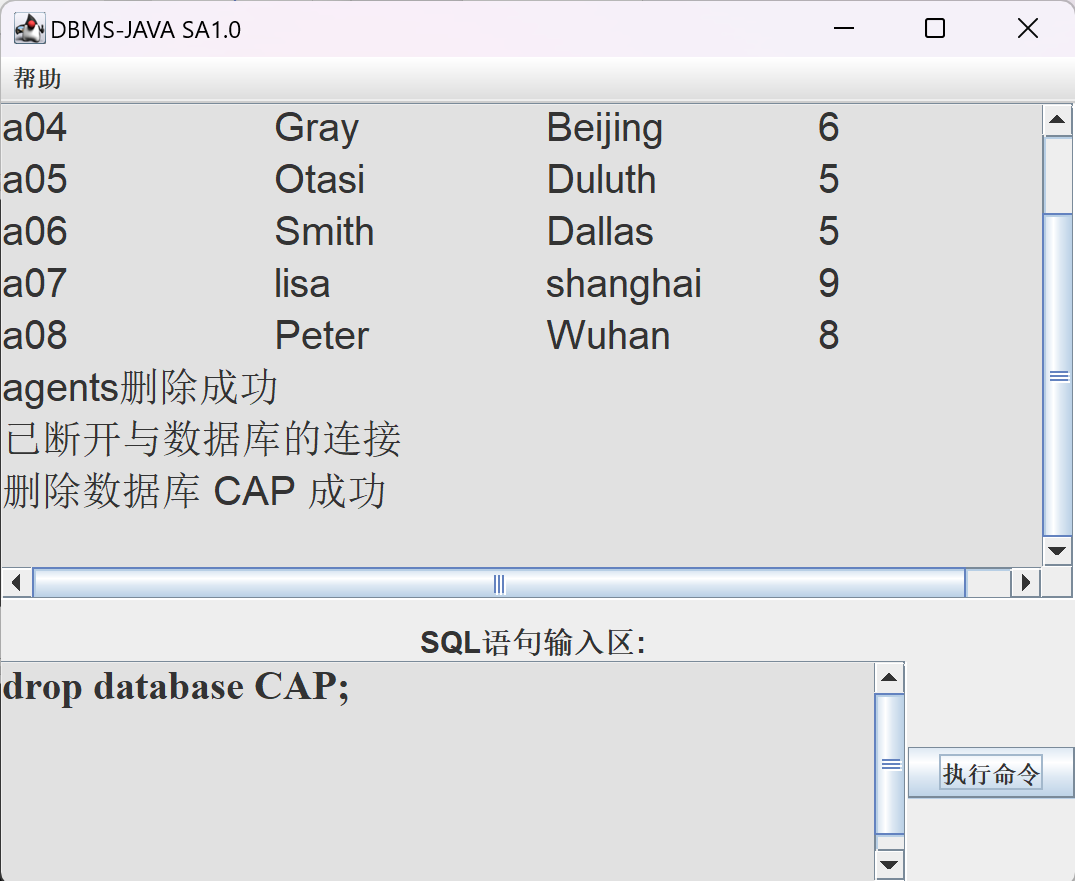 DBMS-JAVA SA1.0
帮助
a04 Gray Beijing 6
a05 Otasi Duluth 5
a06 Smith Dallas 5
a07 lisa shanghai 9
a08 Peter Wuhan 8
agents删除成功
已断开与数据库的连接
删除数据库 CAP 成功
SQL语句输入区:
drop database CAP;
执行命令